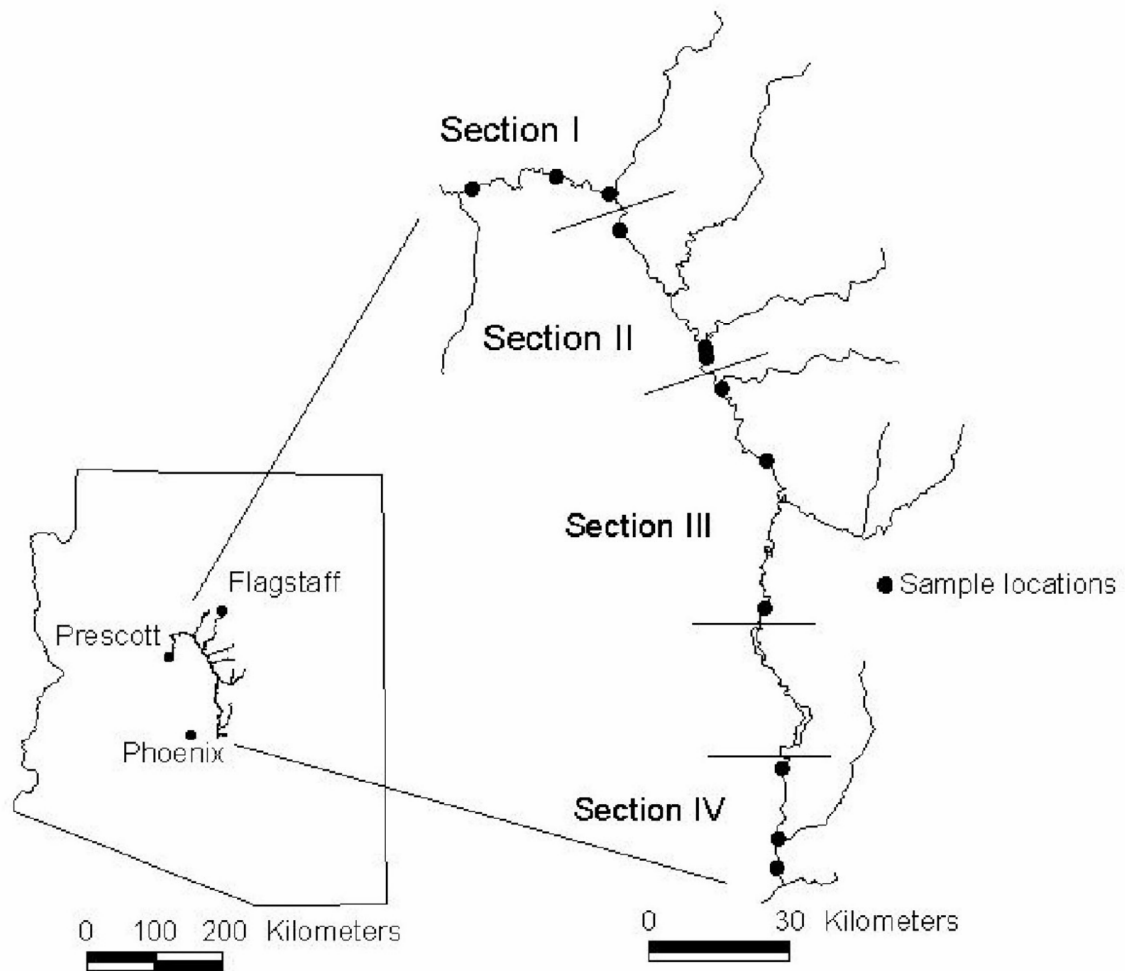 Section I
Section II
Section III
Flagstaff
Sample locations
Prescott
Phoenix
Section IV
0 100 200 Kilometers
0 30 Kilometers